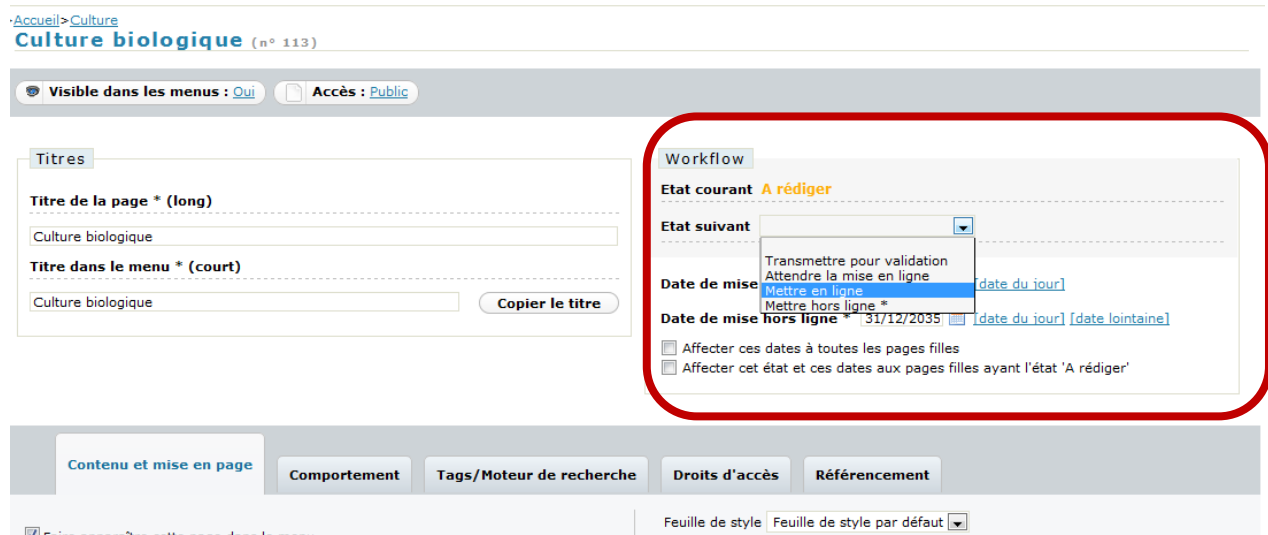 Accueil>Culture
Culture biologique (n° 113)
Visible dans les menus : Oui
Accès : Public
Titres
Titre de la page * (long)
Culture biologique
Titre dans le menu * (court)
Culture biologique
Copier le titre
Workflow
Etat courant A rédiger
Etat suivant
Transmettre pour validation
Attendre la mise en ligne
Mettre en ligne
Mettre hors ligne *
Date de mise [date du jour]
Date de mise hors ligne * 31/12/2035 [date du jour] [date lointaine]
Affecter ces dates à toutes les pages filles
Affecter cet état et ces dates aux pages filles ayant l'état 'A rédiger'
Contenu et mise en page
Comportement
Tags/Moteur de recherche
Droits d'accès
Référencement
Feuille de style Feuille de style par défaut